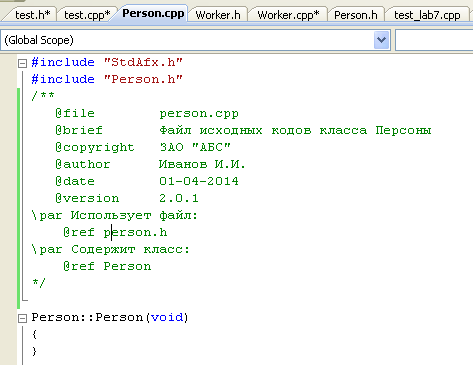 test.h* test.cpp* Person.cpp Worker.h Worker.cpp* Person.h test_lab7.cpp
(Global Scope)
#include "StdAfx.h"
#include "Person.h"
/**
@file person.cpp
@brief Файл исходных кодов класса Персоны
@copyright ЗАО "АБС"
@author Иванов И.И.
@date 01-04-2014
@version 2.0.1
\par Использует файл:
@ref person.h
\par Содержит класс:
@ref Person
*/
Person::Person(void)
{
}